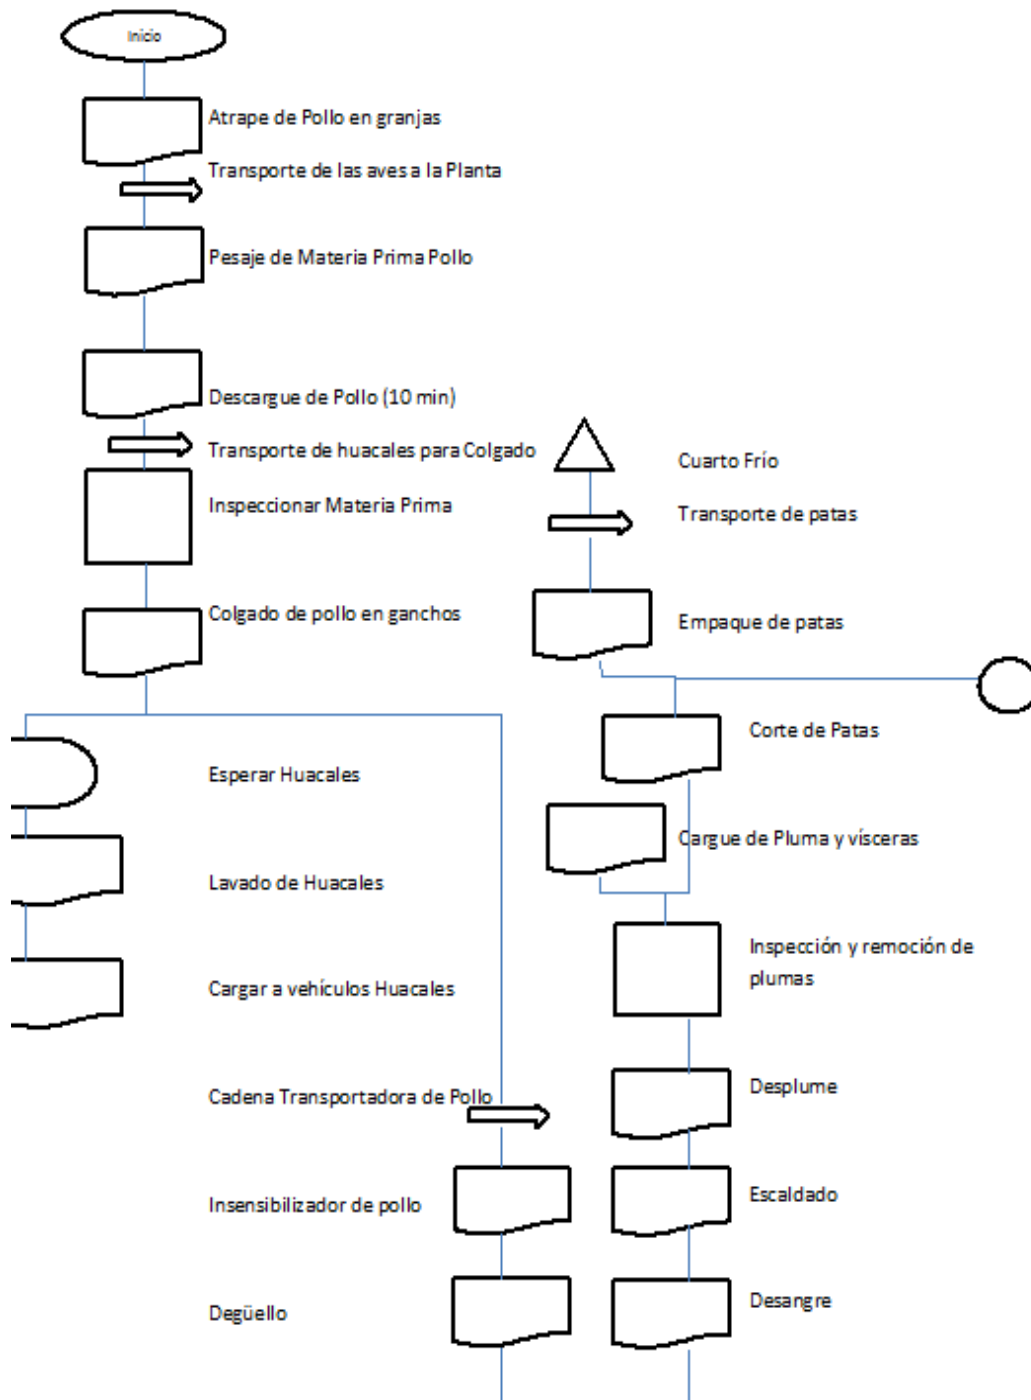 Inicio
Atrape de Pollo en granjas
Transporte de las aves a la Planta
Pesaje de Materia Prima Pollo
Descargue de Pollo (10 min)
Transporte de huacales para Colgado
Inspeccionar Materia Prima
Colgado de pollo en ganchos
Esperar Huacales
Lavado de Huacales
Cargar a vehículos Huacales
Cadena Transportadora de Pollo
Insensibilizador de pollo
Degüello
Cuarto Frío
Transporte de patas
Empaque de patas
Corte de Patas
Cargue de Pluma y vísceras
Inspección y remoción de
plumas
Desplume
Escaldado
Desangre